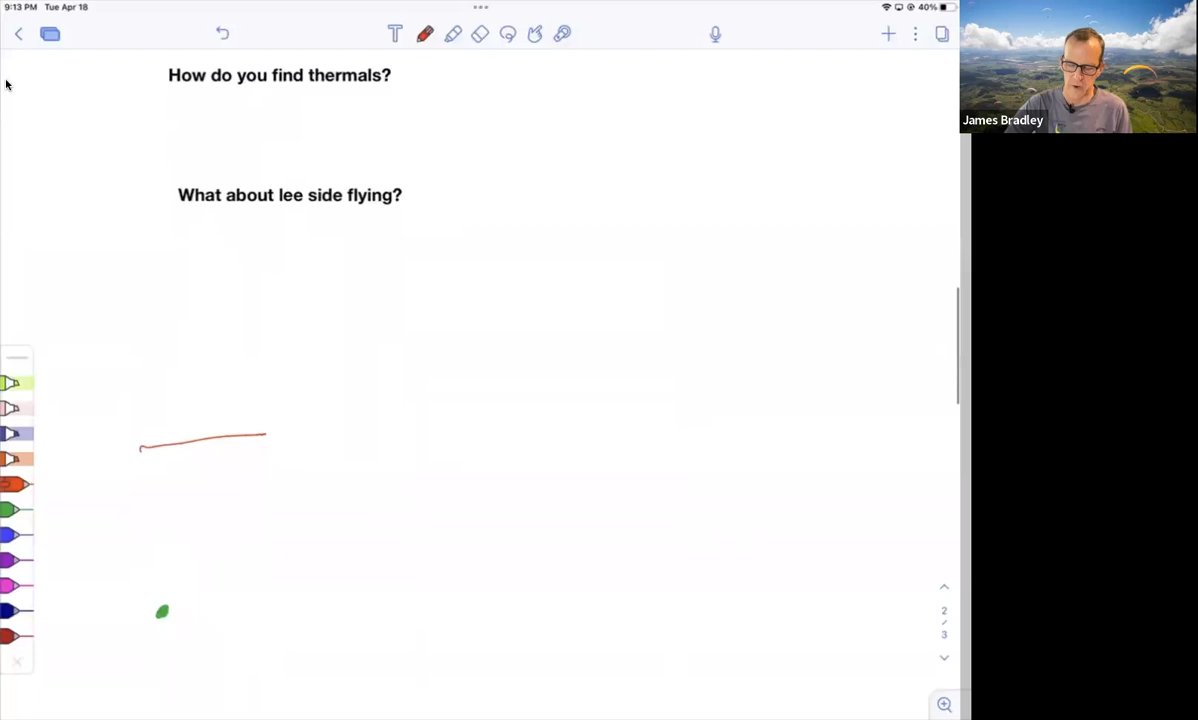 9:13 PM Tue Apr 18
40%
How do you find thermals?
James Bradley
What about lee side flying?
2
/
3